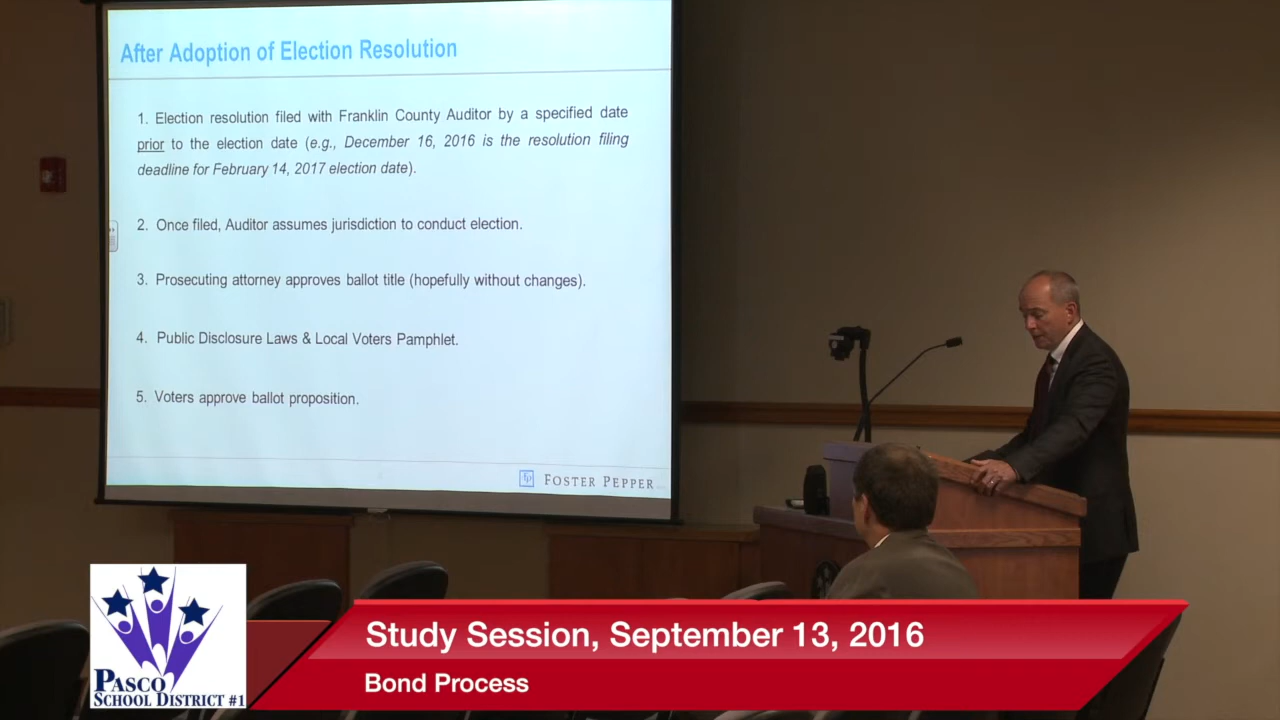 After Adoption of Election Resolution
1. Election resolution filed with Franklin County Auditor by a specified date
prior to the election date (e.g., December 16, 2016 is the resolution filing
deadline for February 14, 2017 election date).
2. Once filed, Auditor assumes jurisdiction to conduct election.
3. Prosecuting attorney approves ballot title (hopefully without changes).
4. Public Disclosure Laws & Local Voters Pamphlet.
5. Voters approve ballot proposition.
FOSTER PEPPER
Study Session, September 13, 2016
Bond Process
PASCO
SCHOOL DISTRICT #1